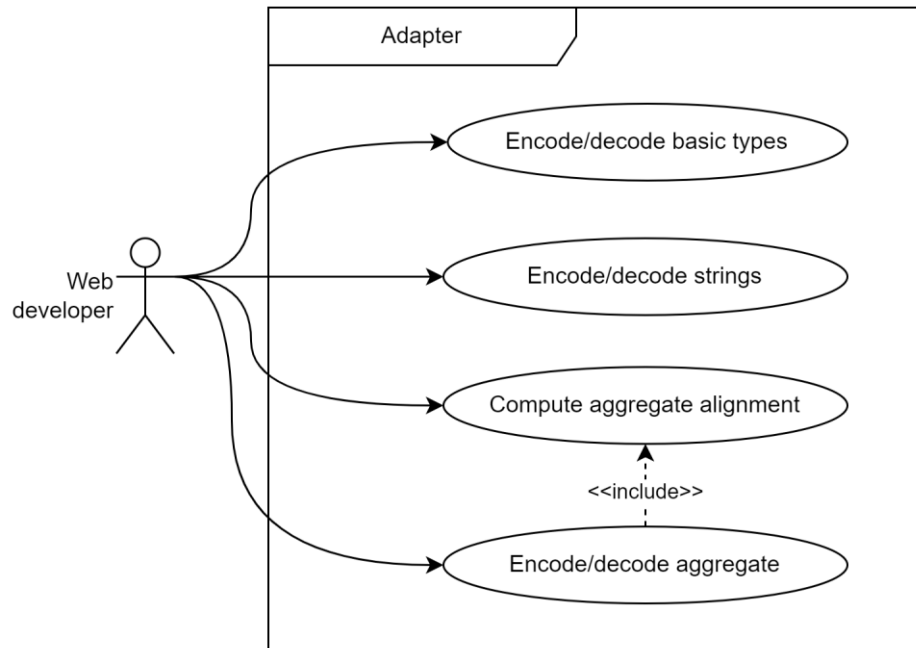 Adapter
Encode/decode basic types
Encode/decode strings
Web
developer
Compute aggregate alignment
<<include>>
Encode/decode aggregate